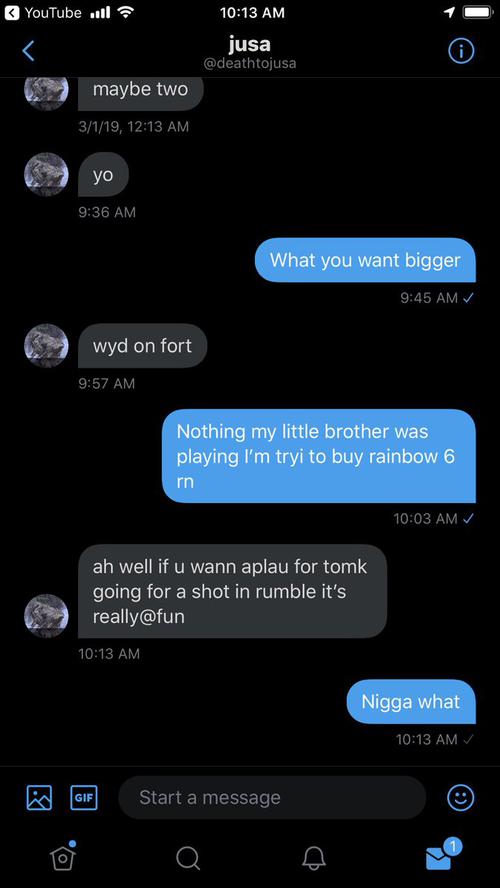 YouTube
10:13 AM
jusa
@deathtojusa
maybe two
3/1/19, 12:13 AM
yo
9:36 AM
What you want bigger
9:45 AM
wyd on fort
9:57 AM
Nothing my little brother was
playing I’m tryi to buy rainbow 6
rn
10:03 AM
ah well if u wann aplau for tomk
going for a shot in rumble it’s
really@fun
10:13 AM
Nigga what
10:13 AM
GIF
Start a message
1